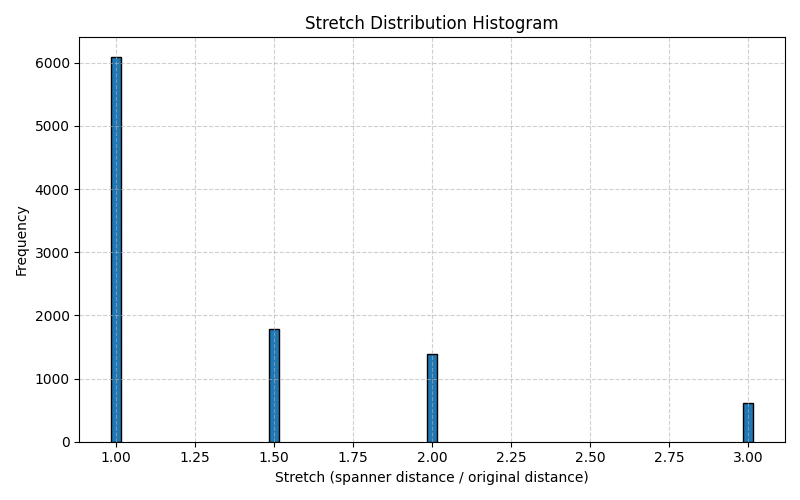 Stretch Distribution Histogram
Frequency
6000
5000
4000
3000
2000
1000
0
1.00 1.25 1.50 1.75 2.00 2.25 2.50 2.75 3.00
Stretch (spanner distance / original distance)